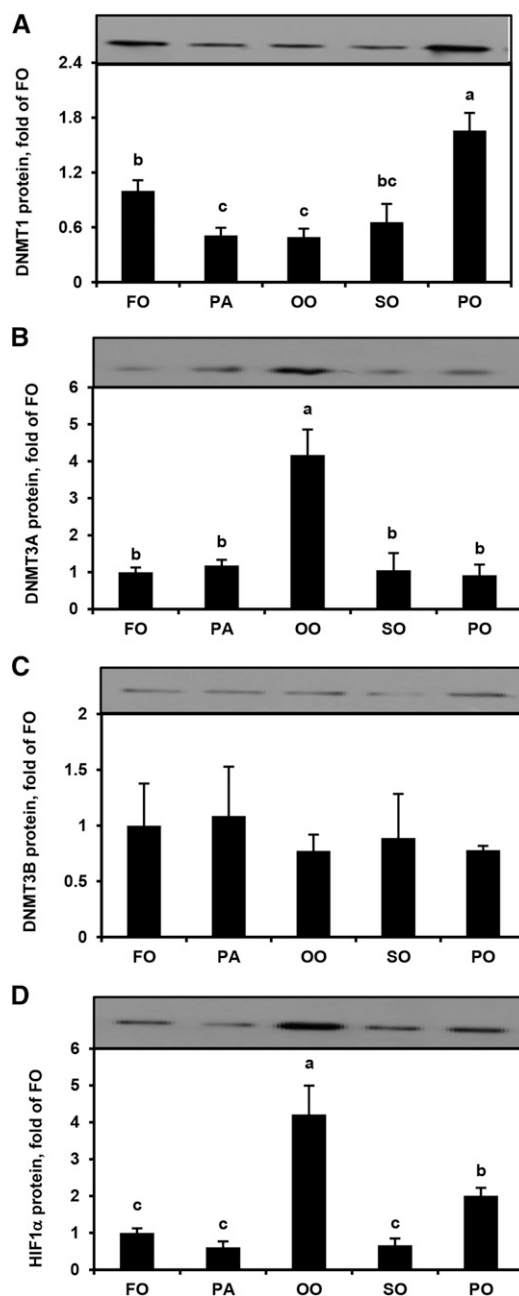 A
DNMT1 protein, fold of FO
2.4
1.8
1.2
0.6
0
b
c
c
bc
a
FO PA OO SO PO
B
DNMT3A protein, fold of FO
6
5
4
3
2
1
0
b
b
a
b
b
FO PA OO SO PO
C
DNMT3B protein, fold of FO
2
1.5
1
0.5
0
FO PA OO SO PO
D
HIF1α protein, fold of FO
6
5
4
3
2
1
0
c
c
a
c
b
FO PA OO SO PO